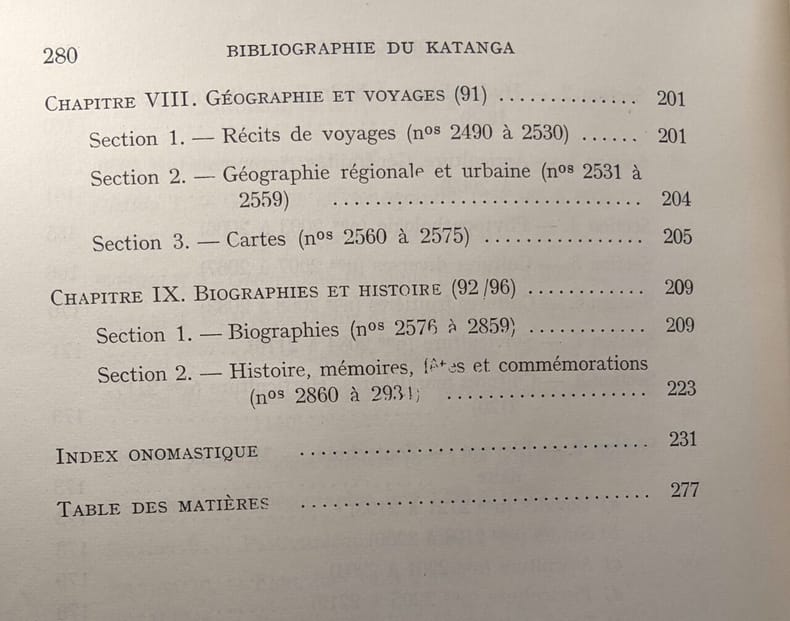 280 BIBLIOGRAPHIE DU KATANGA
CHAPITRE VIII. GÉOGRAPHIE ET VOYAGES (91) .............. 201
Section 1. — Récits de voyages (nos 2490 à 2530) ...... 201
Section 2. — Géographie régionale et urbaine (nos 2531 à
2559) .............................. 204
Section 3. — Cartes (nos 2560 à 2575) ................ 205
CHAPITRE IX. BIOGRAPHIES ET HISTOIRE (92/96) ............ 209
Section 1. — Biographies (nos 2576 à 2859) ............ 209
Section 2. — Histoire, mémoires, fêtes et commémorations
(nos 2860 à 2931) .................... 223
INDEX ONOMASTIQUE .................................. 231
TABLE DES MATIÈRES .................................. 277